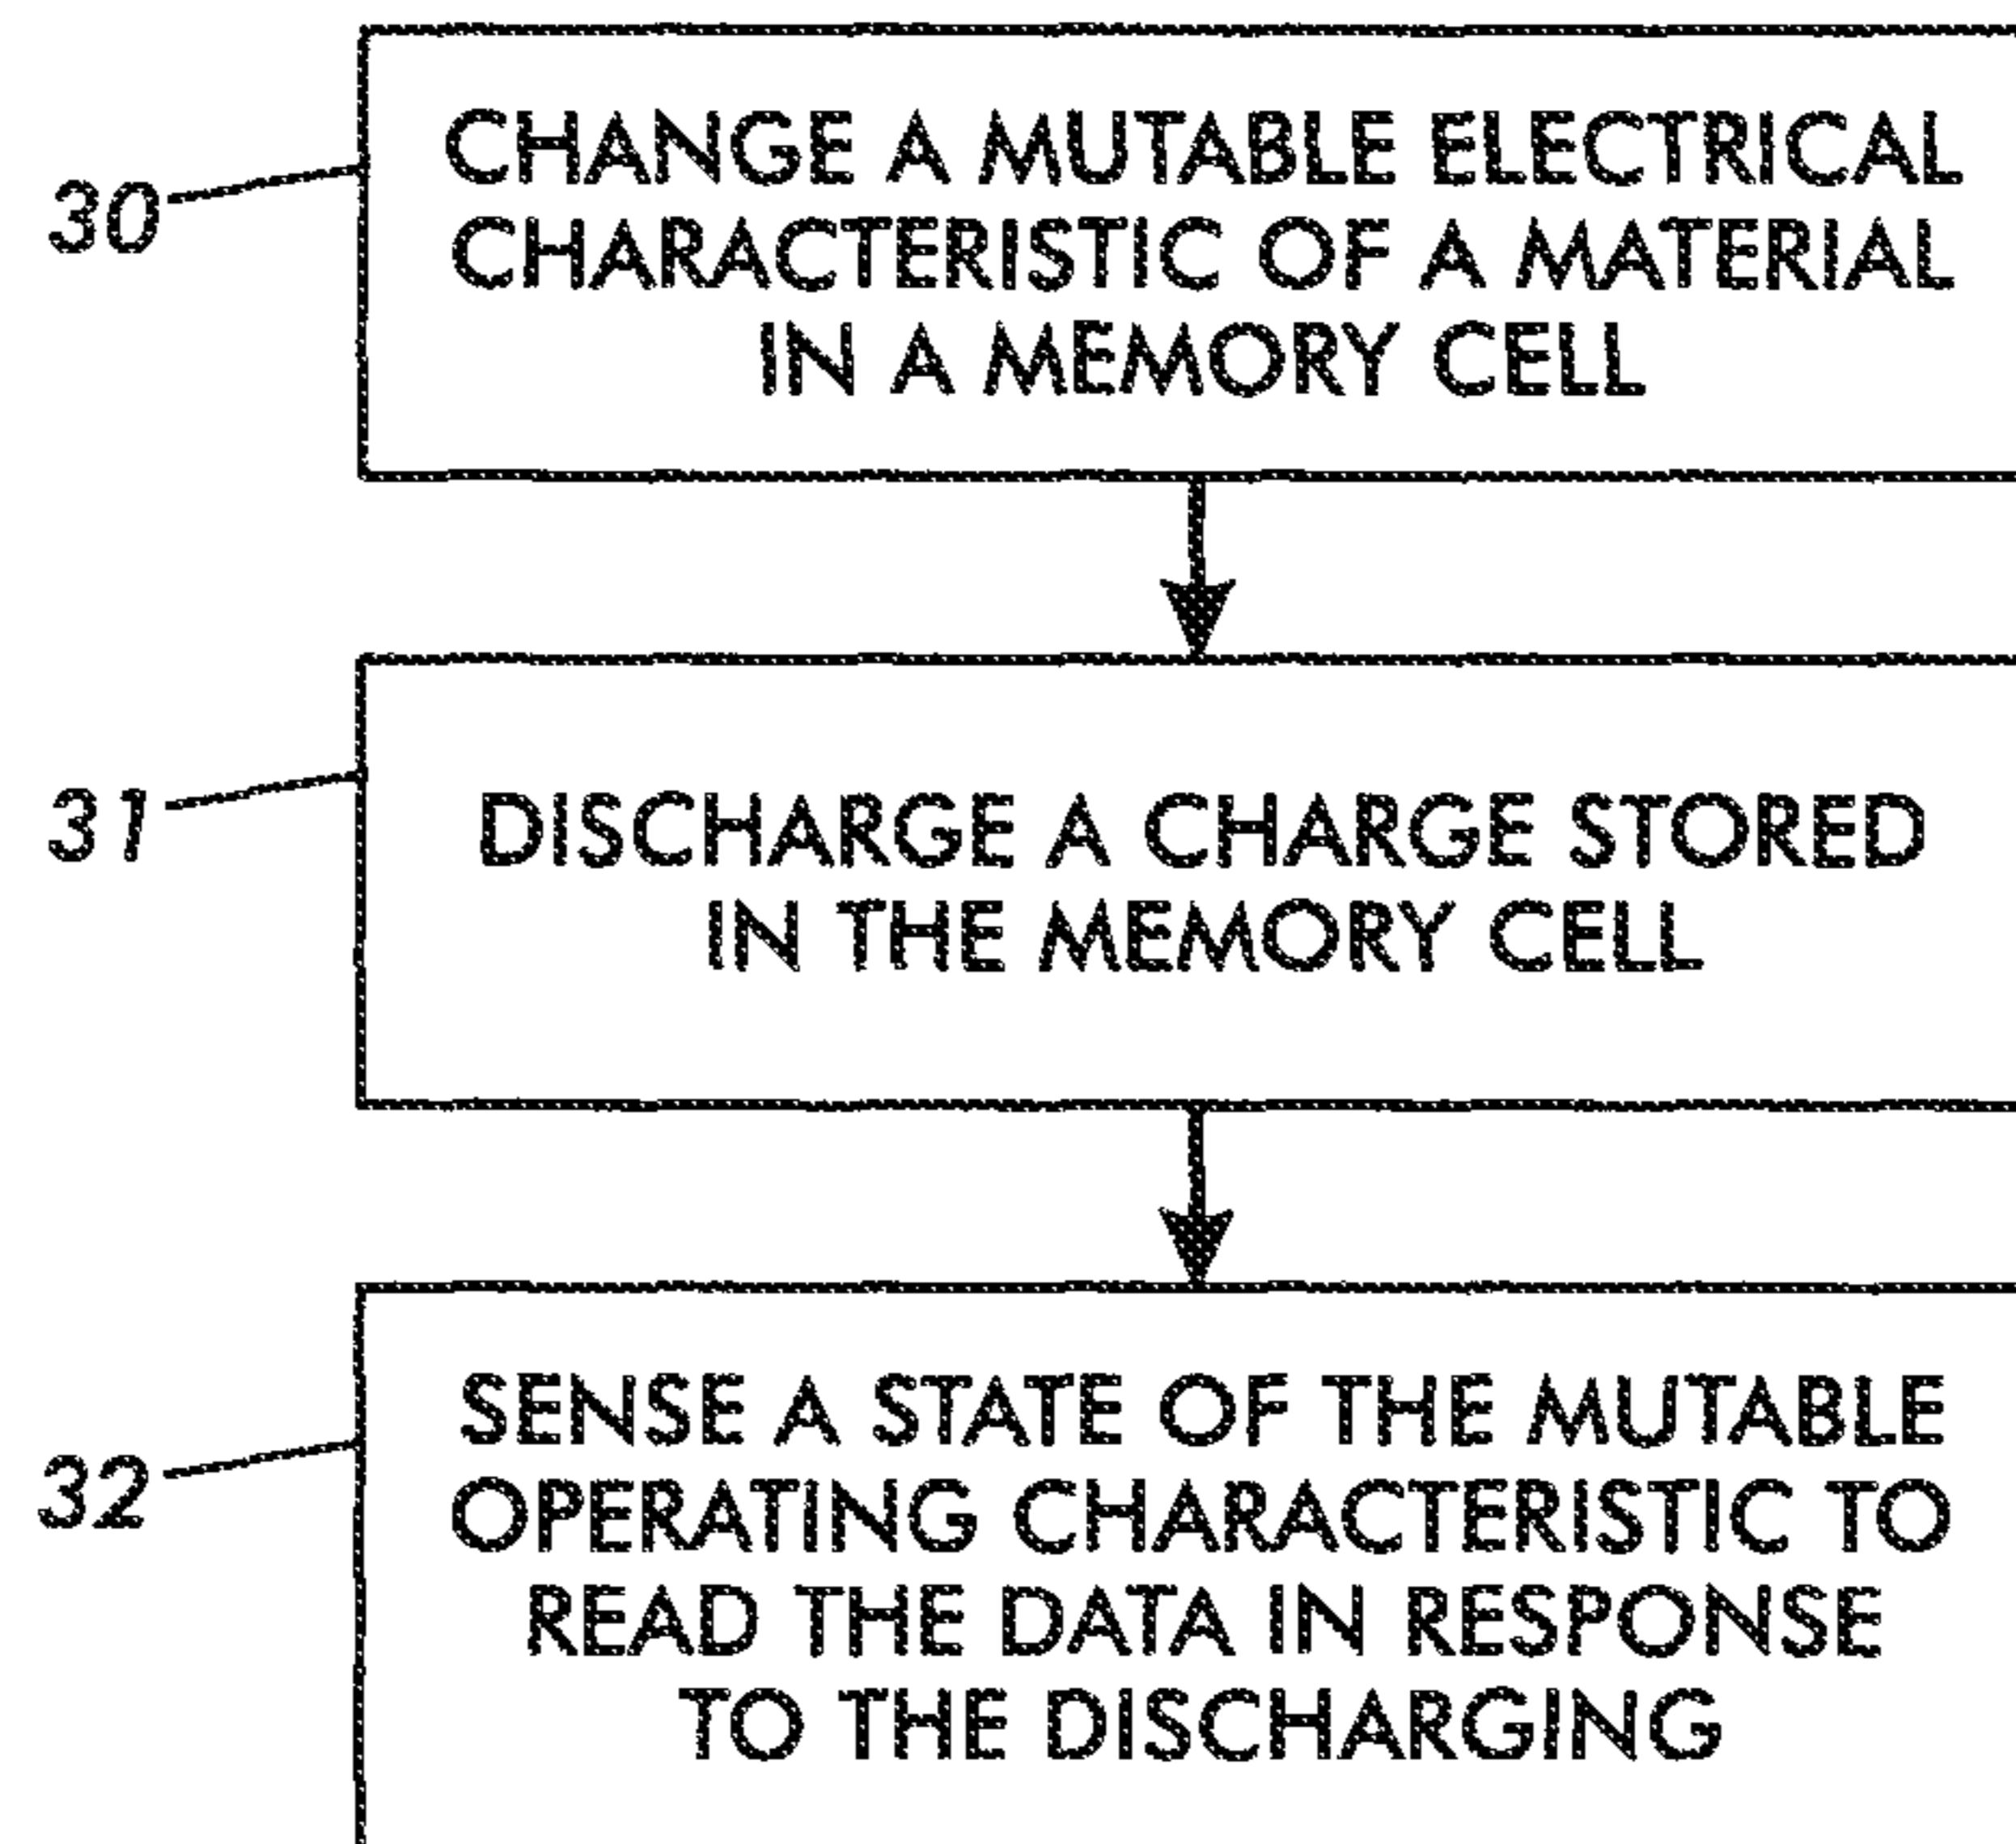 30
CHANGE A MUTABLE ELECTRICAL
CHARACTERISTIC OF A MATERIAL
IN A MEMORY CELL
31
DISCHARGE A CHARGE STORED
IN THE MEMORY CELL
32
SENSE A STATE OF THE MUTABLE
OPERATING CHARACTERISTIC TO
READ THE DATA IN RESPONSE
TO THE DISCHARGING